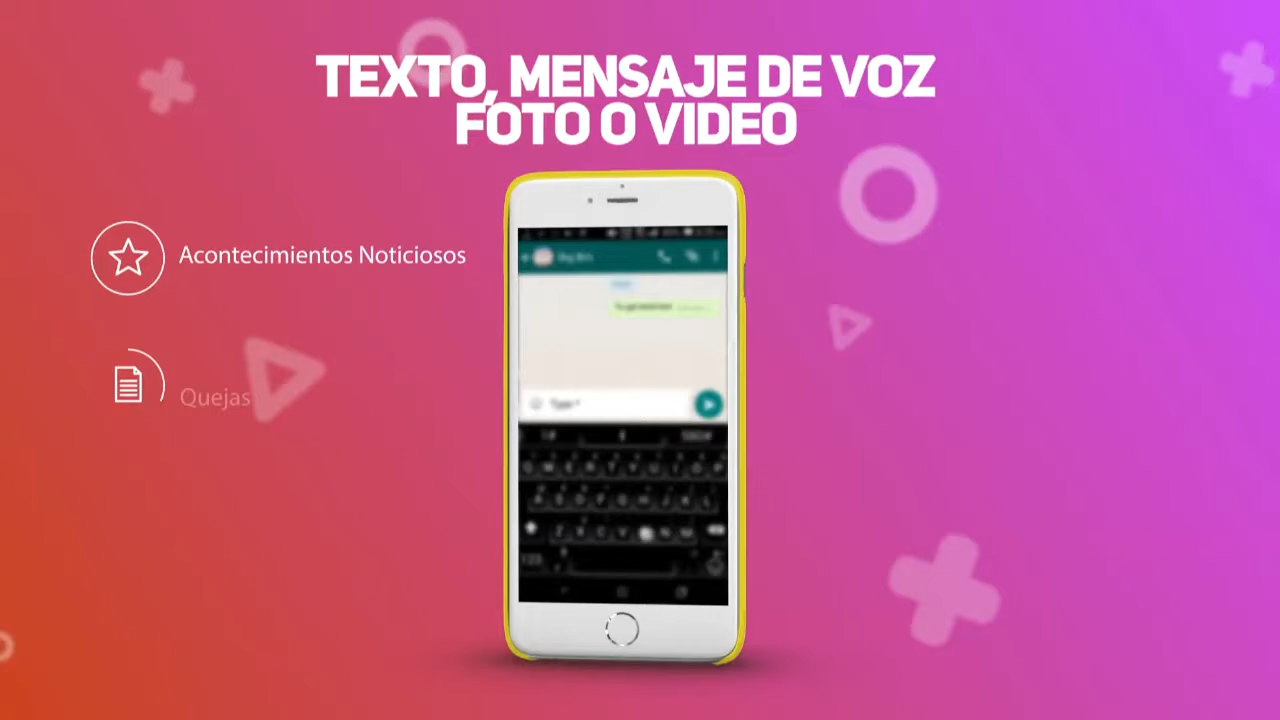 TEXTO, MENSAJE DE VOZ
FOTO O VIDEO
Acontecimientos Noticiosos
Quejas